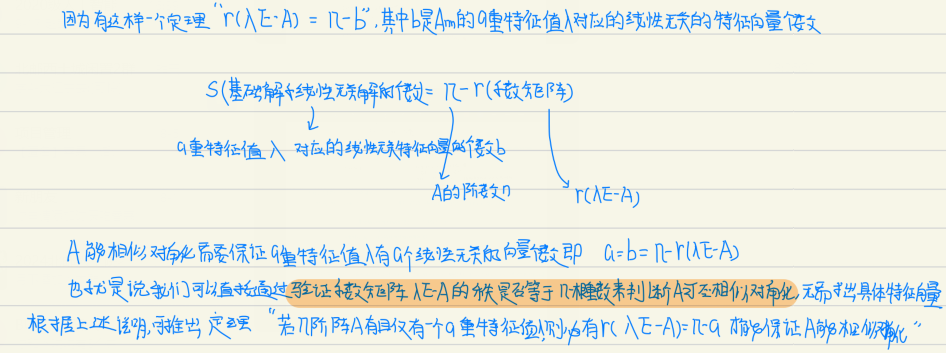 因为有这样一个定理“r(λE-A) = n-b”,其中b是Am的a重特征值λ对应的线性无关的特征向量个数
S(基础解系线性无关解的个数)= n-r(系数矩阵)
a重特征值 λ 对应的线性无关特征向量的个数b
A的阶数n
r(λE-A)
A能相似对角化需要保证a重特征值λ有a个线性无关的向量个数即 a=b=n-r(λE-A)
也就是说我们可以直接通过验证系数矩阵λE-A的秩是否等于n-重数来判断A可否相似对角化,无需求出具体特征向量
根据上述说明,可推出 定理 “若n阶阵A有且仅有一个a重特征值λ则必有r(λE-A)=n-a 才能保证A能相似对角化”